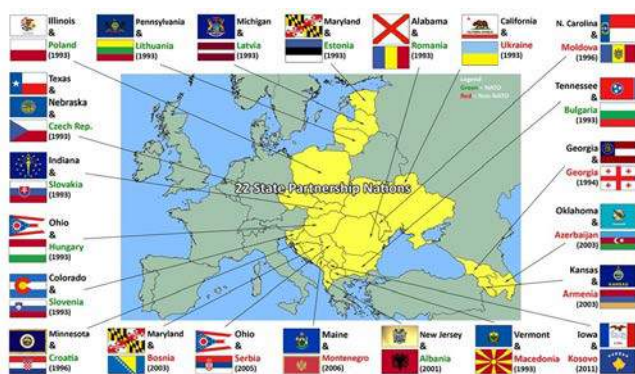 Illinois
&
Poland
(1993)
Pennsylvania
&
Lithuania
(1993)
Michigan
&
Latvia
(1993)
Maryland
&
Estonia
(1993)
Alabama
&
Romania
(1993)
California
&
Ukraine
(1993)
N. Carolina
&
Moldova
(1996)
Texas
&
Nebraska
&
Czech Rep.
(1993)
Legend
Green = NATO
Red = Non-NATO
Tennessee
&
Bulgaria
(1993)
Indiana
&
Slovakia
(1993)
22 State Partnership Nations
Georgia
&
Georgia
(1994)
Ohio
&
Hungary
(1993)
Oklahoma
&
Azerbaijan
(2003)
Colorado
&
Slovenia
(1993)
Kansas
&
KANSAS
Armenia
(2003)
Minnesota
&
Croatia
(1996)
Maryland
&
Bosnia
(2003)
Ohio
&
Serbia
(2005)
Maine
&
Montenegro
(2006)
New Jersey
&
Albania
(2001)
Vermont
&
Macedonia
(1993)
Iowa
&
Kosovo
(2011)